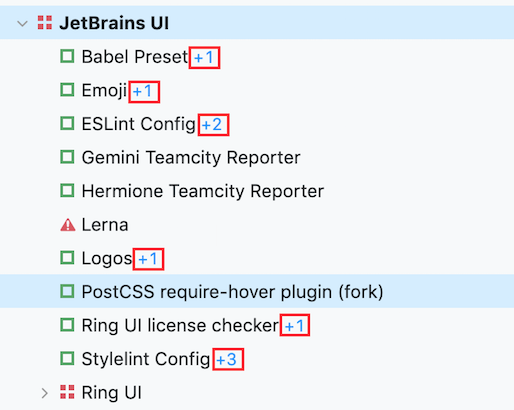 JetBrains UI
Babel Preset +1
Emoji +1
ESLint Config +2
Gemini Teamcity Reporter
Hermione Teamcity Reporter
Lerna
Logos +1
PostCSS require-hover plugin (fork)
Ring UI license checker +1
Stylelint Config +3
Ring UI